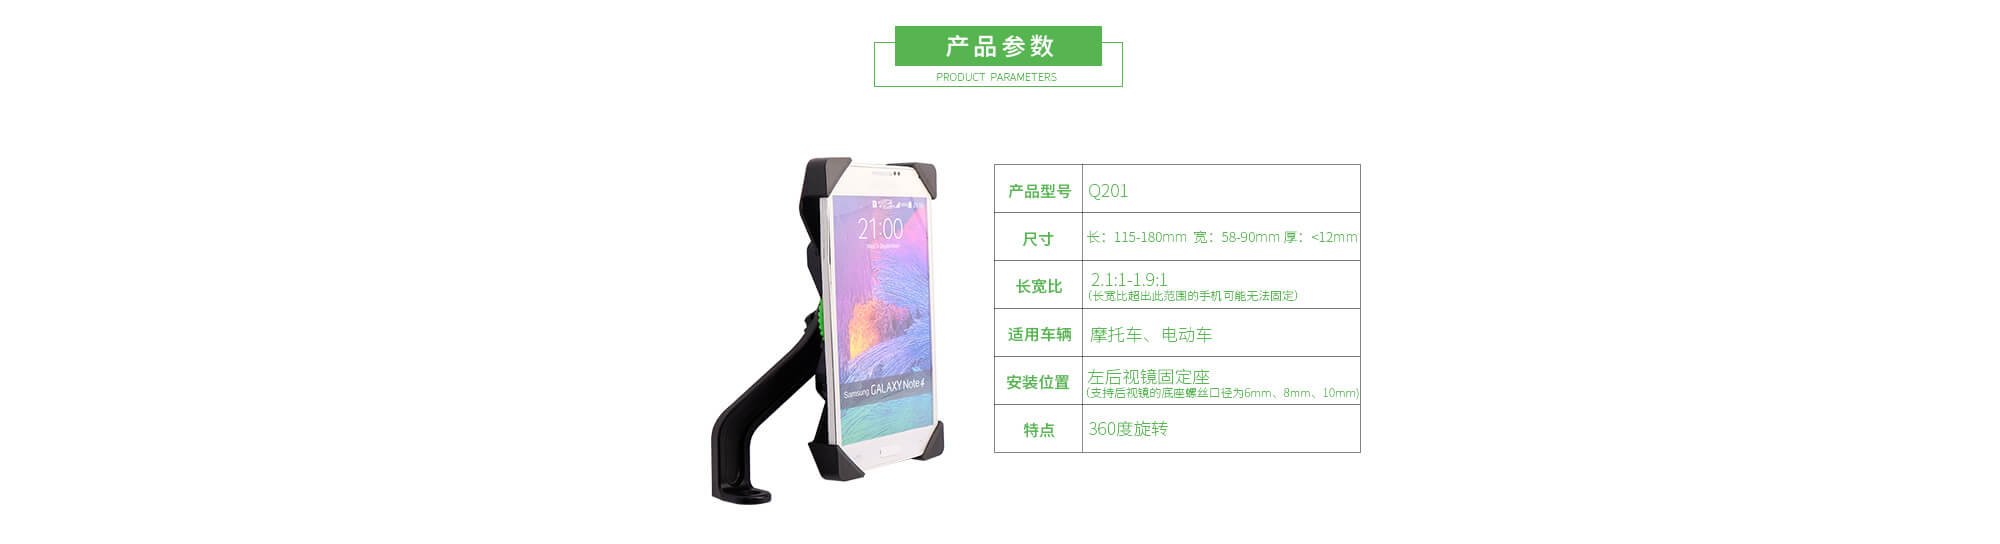 产品参数
PRODUCT PARAMETERS
21:00
Samsung GALAXY Note 4
产品型号 Q201
尺寸 长：115-180mm 宽：58-90mm 厚：<12mm
长宽比 2.1:1-1.9:1
(长宽比超出此范围的手机可能无法固定)
适用车辆 摩托车、电动车
安装位置 左后视镜固定座
(支持后视镜的底座螺丝口径为6mm、8mm、10mm)
特点 360度旋转